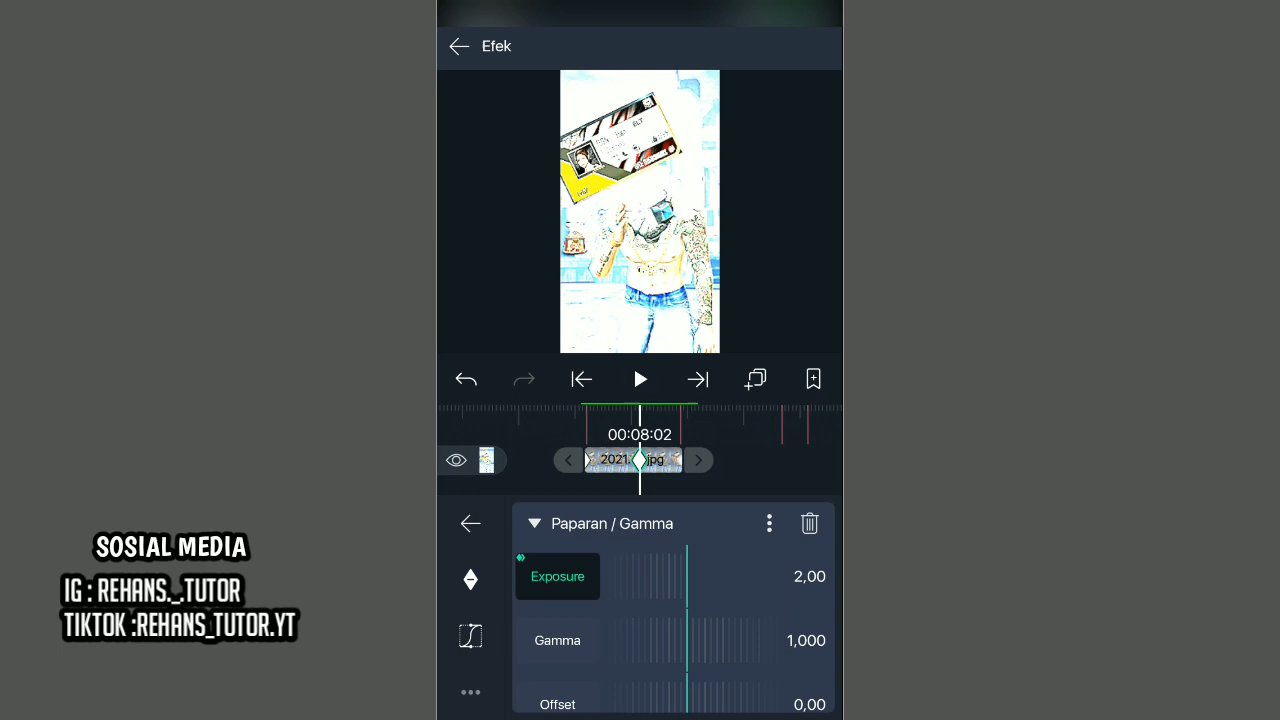 Efek
00:08:02
2021.
jpg
Paparan / Gamma
Exposure
2,00
Gamma
1,000
Offset
0,00
SOSIAL MEDIA
IG : REHANS._.TUTOR
TIKTOK :REHANS_TUTOR.YT